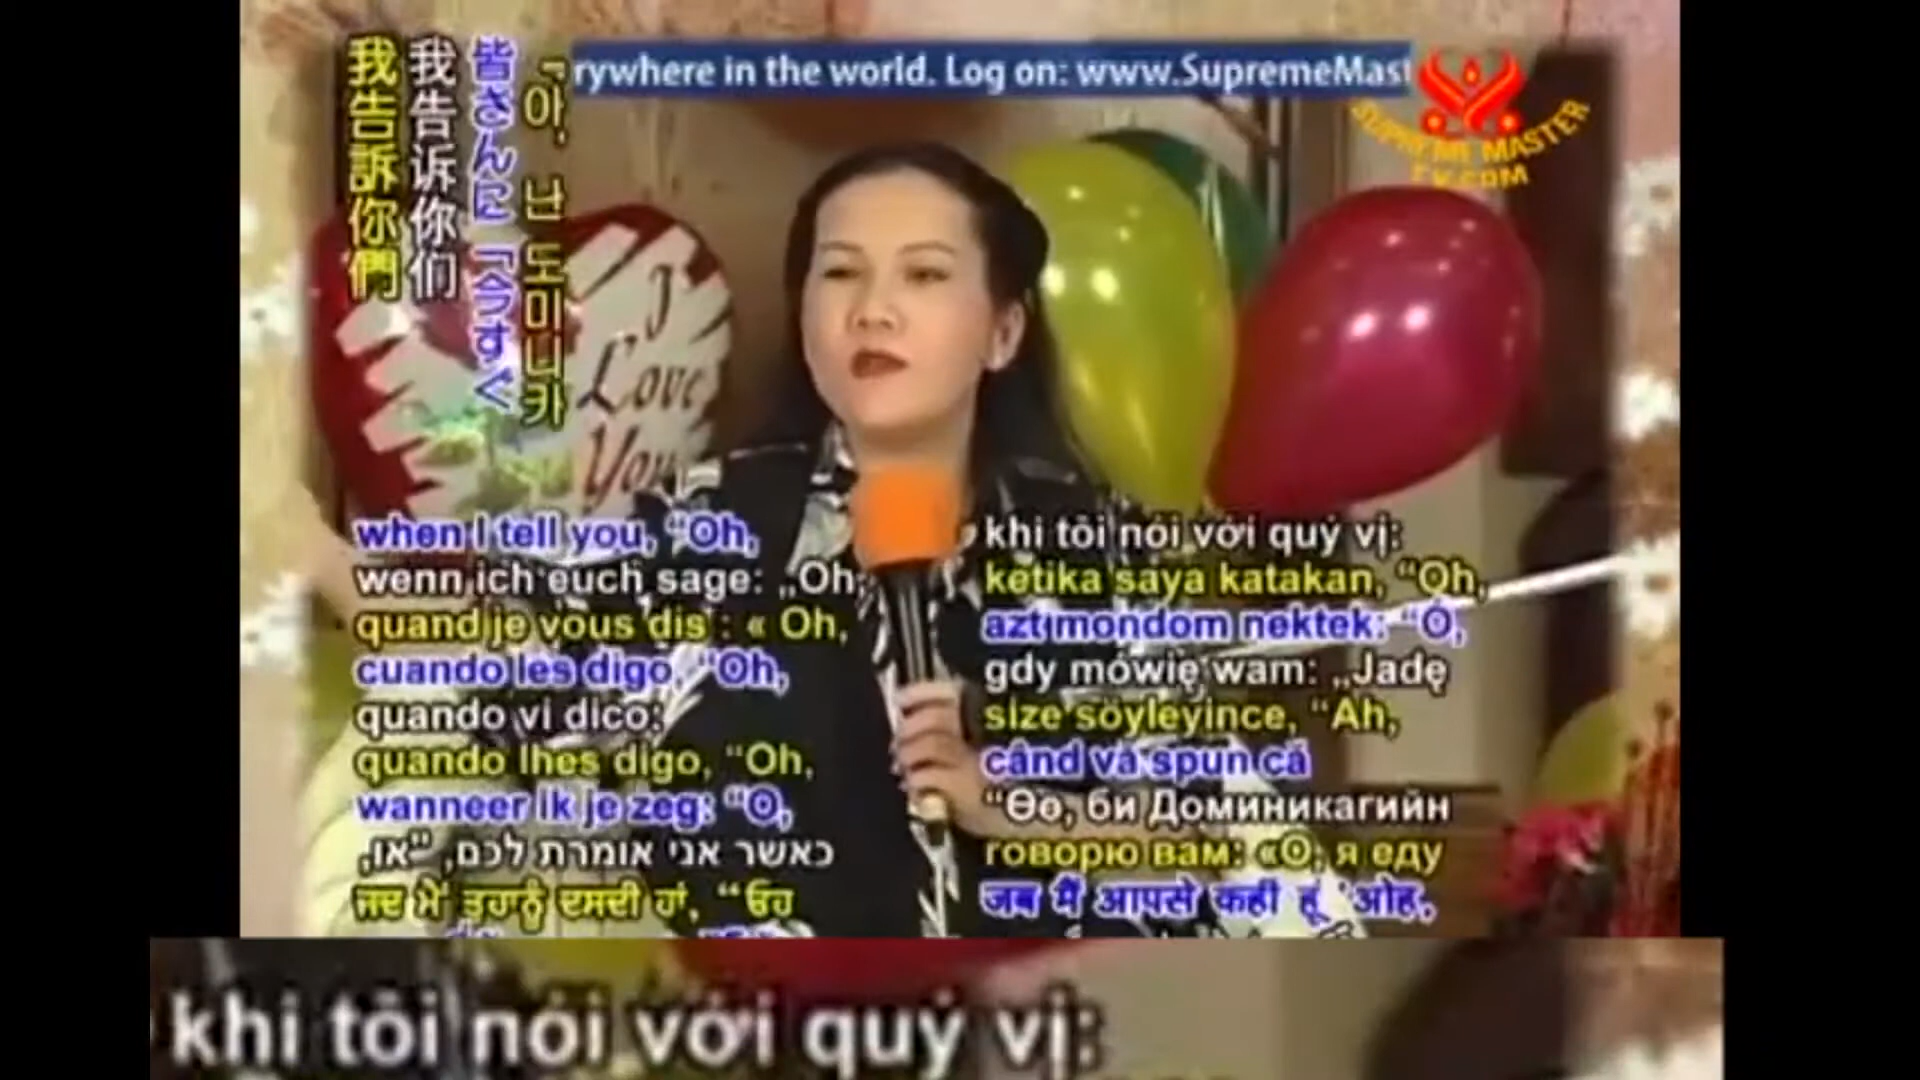 rywhere in the world. Log on: www.SupremeMast
SUPREME MASTER
TV.COM
我告訴你們
我告诉你们
皆さんに「今すぐ
「아, 난 도미니카
I
Love
You
when I tell you, “Oh,
wenn ich euch sage: „Oh,
quand je vous dis : « Oh,
cuando les digo, “Oh,
quando vi dico:
quando lhes digo, “Oh,
wanneer ik je zeg: “O,
כאשר אני אומרת לכם, "או,
ਜਦ ਮੈਂ ਤੁਹਾਨੂੰ ਦਸਦੀ ਹਾਂ, “ਓਹ
khi tôi nói với quý vị:
ketika saya katakan, “Oh,
azt mondom nektek: “Ó,
gdy mówię wam: „Jadę
size söyleyince, “Ah,
când vă spun că
“Өө, би Доминикагийн
говорю вам: «О, я еду
जब मैं आपसे कहीं हूं 'ओह,
khi tôi nói với quý vị: